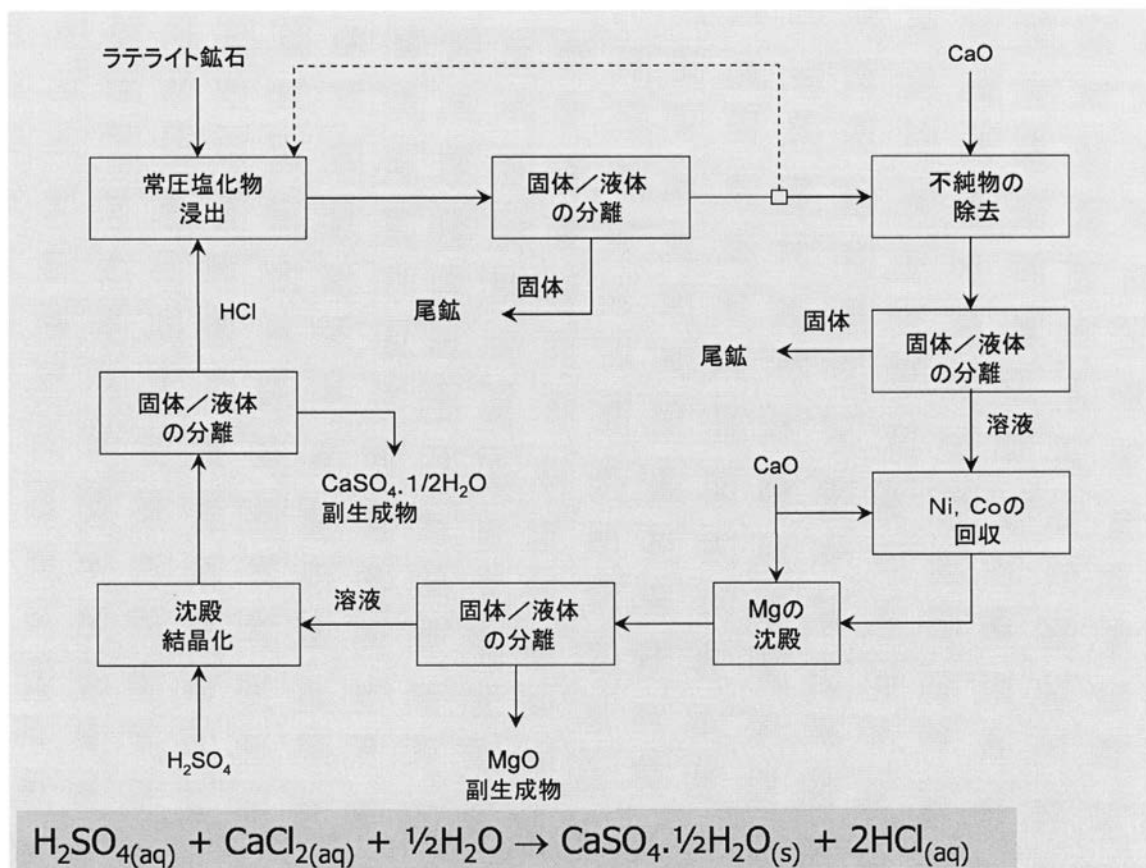 ラテライト鉱石
CaO
常圧塩化物
浸出
固体／液体
の分離
不純物の
除去
固体
尾鉱
HCl
固体
尾鉱
固体／液体
の分離
固体／液体
の分離
溶液
CaSO₄.1/2H₂O
副生成物
CaO
Ni, Coの
回収
沈殿
結晶化
溶液
固体／液体
の分離
Mgの
沈殿
H₂SO₄
MgO
副生成物
H₂SO₄(aq) + CaCl₂(aq) + ½H₂O → CaSO₄.½H₂O(s) + 2HCl(aq)